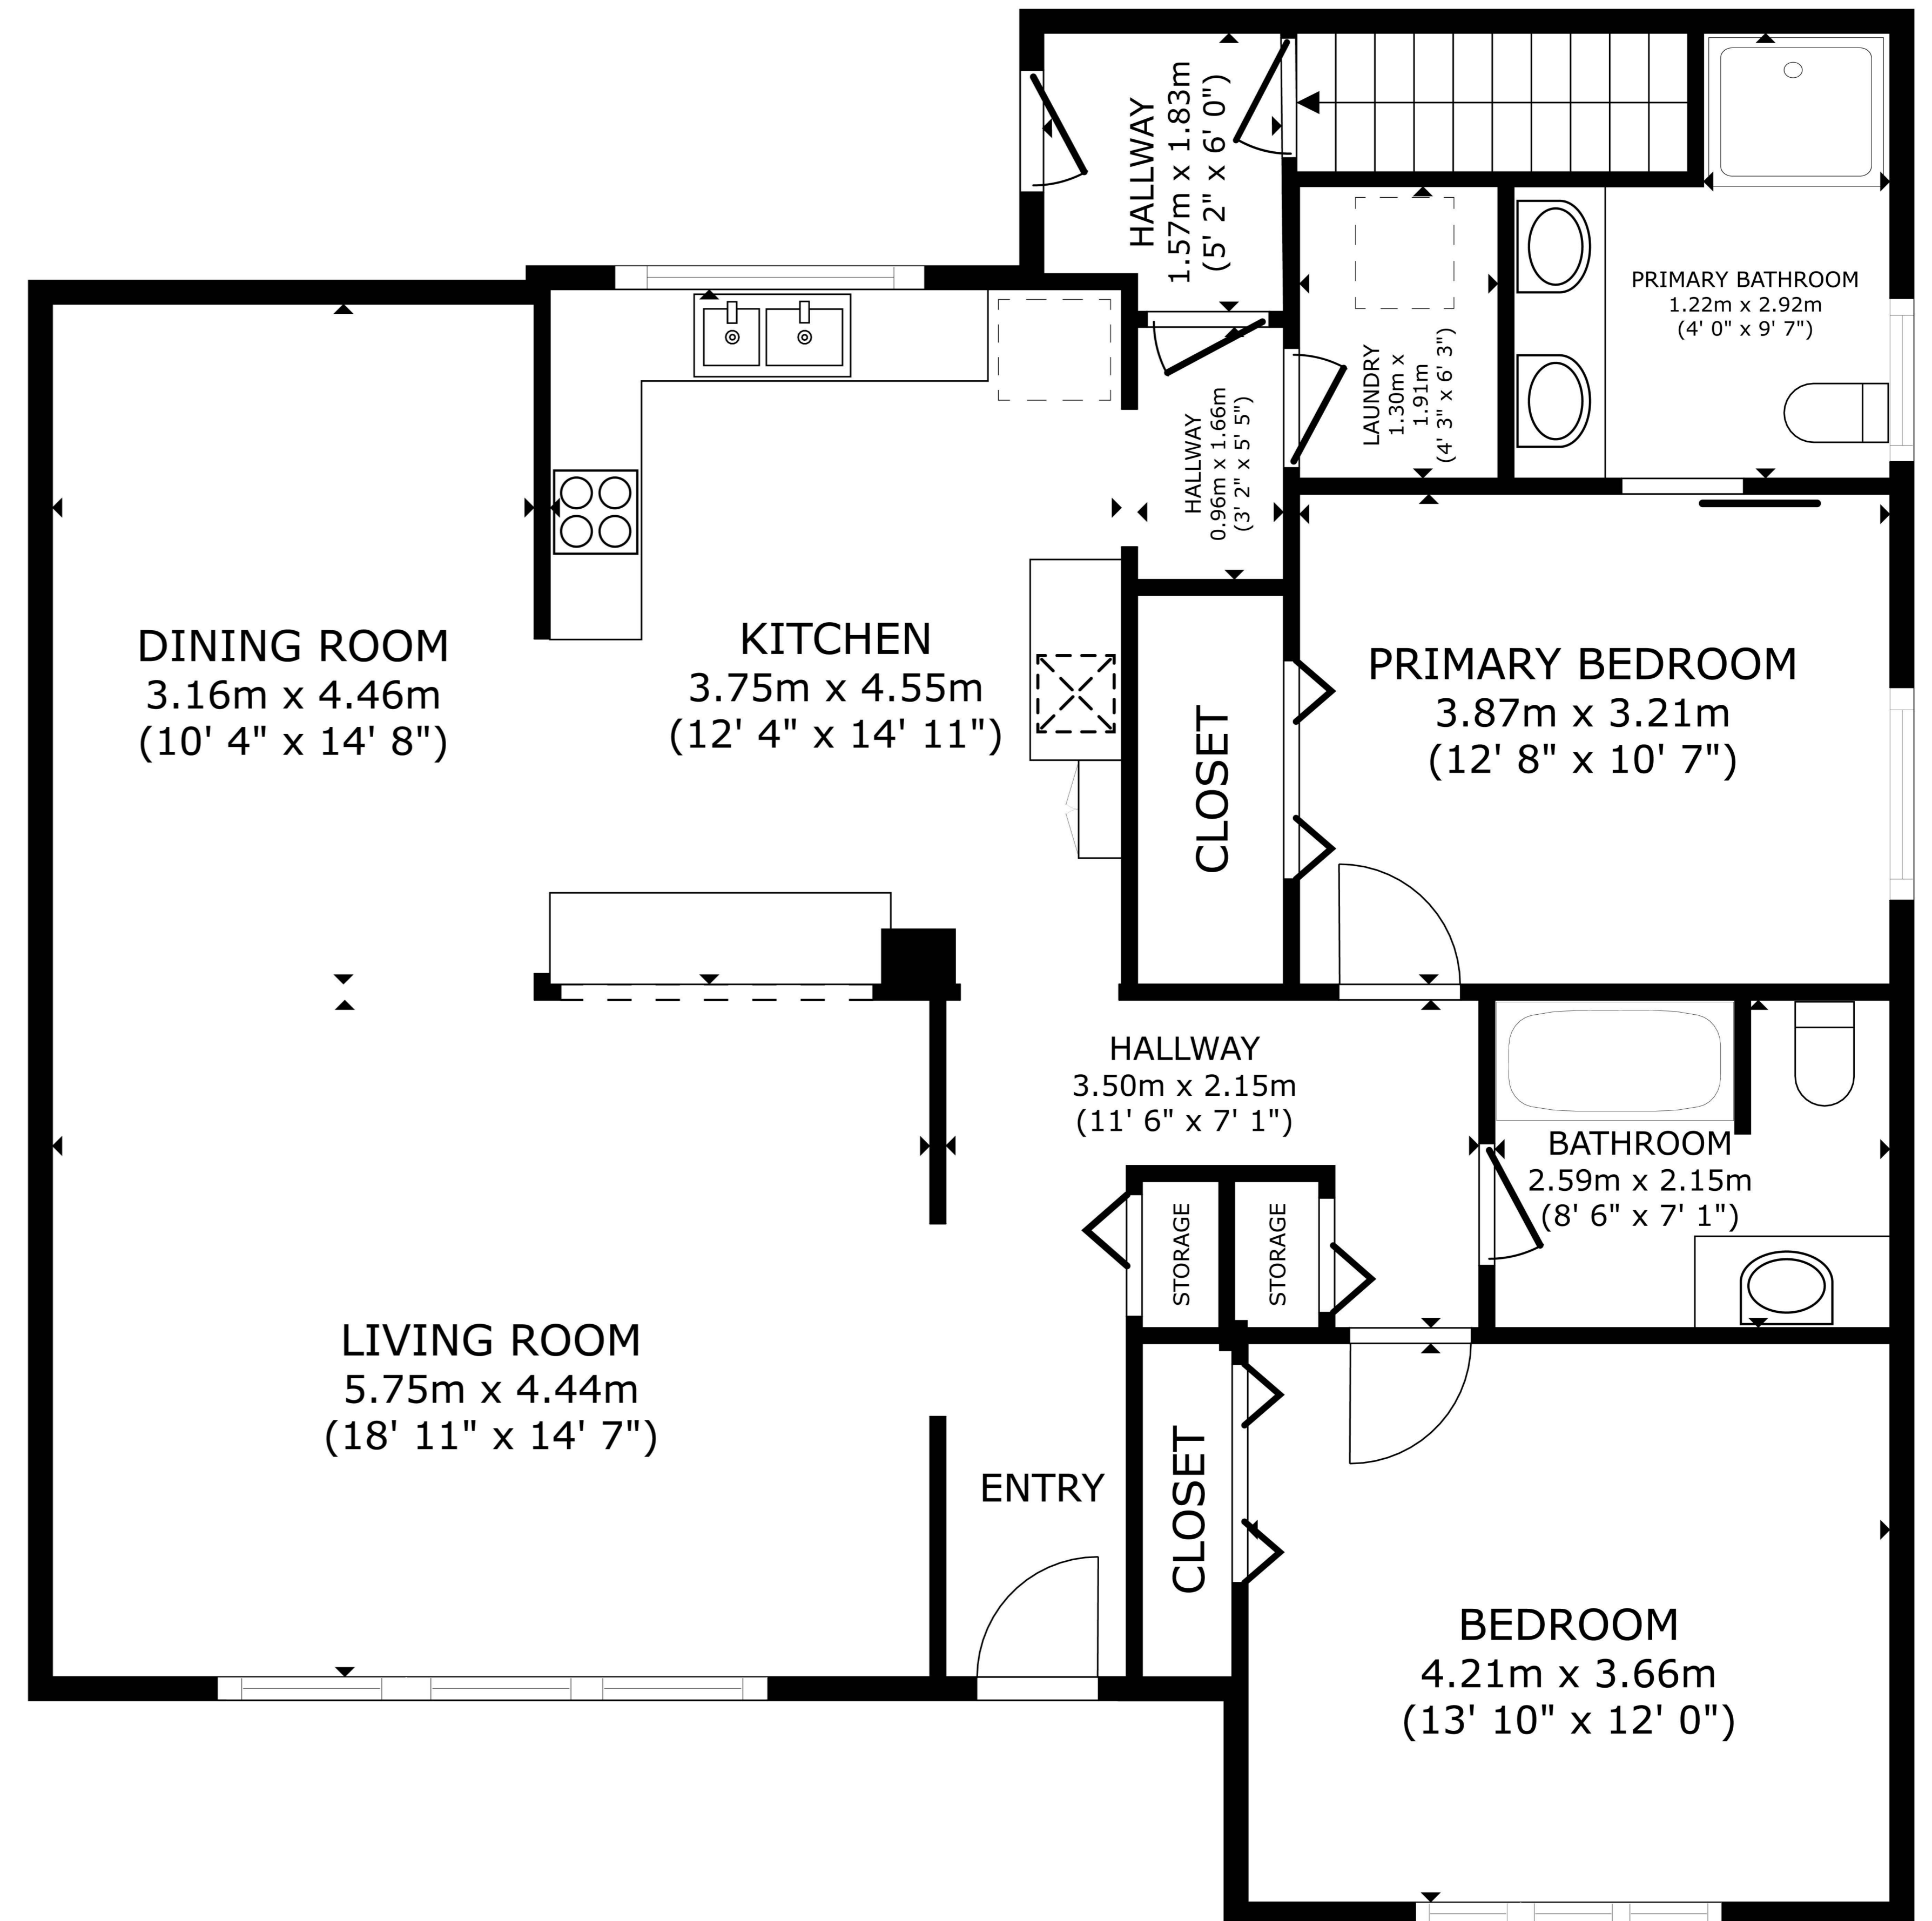 HALLWAY
1.57m x 1.83m
(5' 2" x 6' 0")
PRIMARY BATHROOM
1.22m x 2.92m
(4' 0" x 9' 7")
LAUNDRY
1.30m x
1.91m
(4' 3" x 6' 3")
HALLWAY
0.96m x 1.66m
(3' 2" x 5' 5")
DINING ROOM
3.16m x 4.46m
(10' 4" x 14' 8")
KITCHEN
3.75m x 4.55m
(12' 4" x 14' 11")
CLOSET
PRIMARY BEDROOM
3.87m x 3.21m
(12' 8" x 10' 7")
HALLWAY
3.50m x 2.15m
(11' 6" x 7' 1")
BATHROOM
2.59m x 2.15m
(8' 6" x 7' 1")
STORAGE
STORAGE
LIVING ROOM
5.75m x 4.44m
(18' 11" x 14' 7")
ENTRY
CLOSET
BEDROOM
4.21m x 3.66m
(13' 10" x 12' 0")